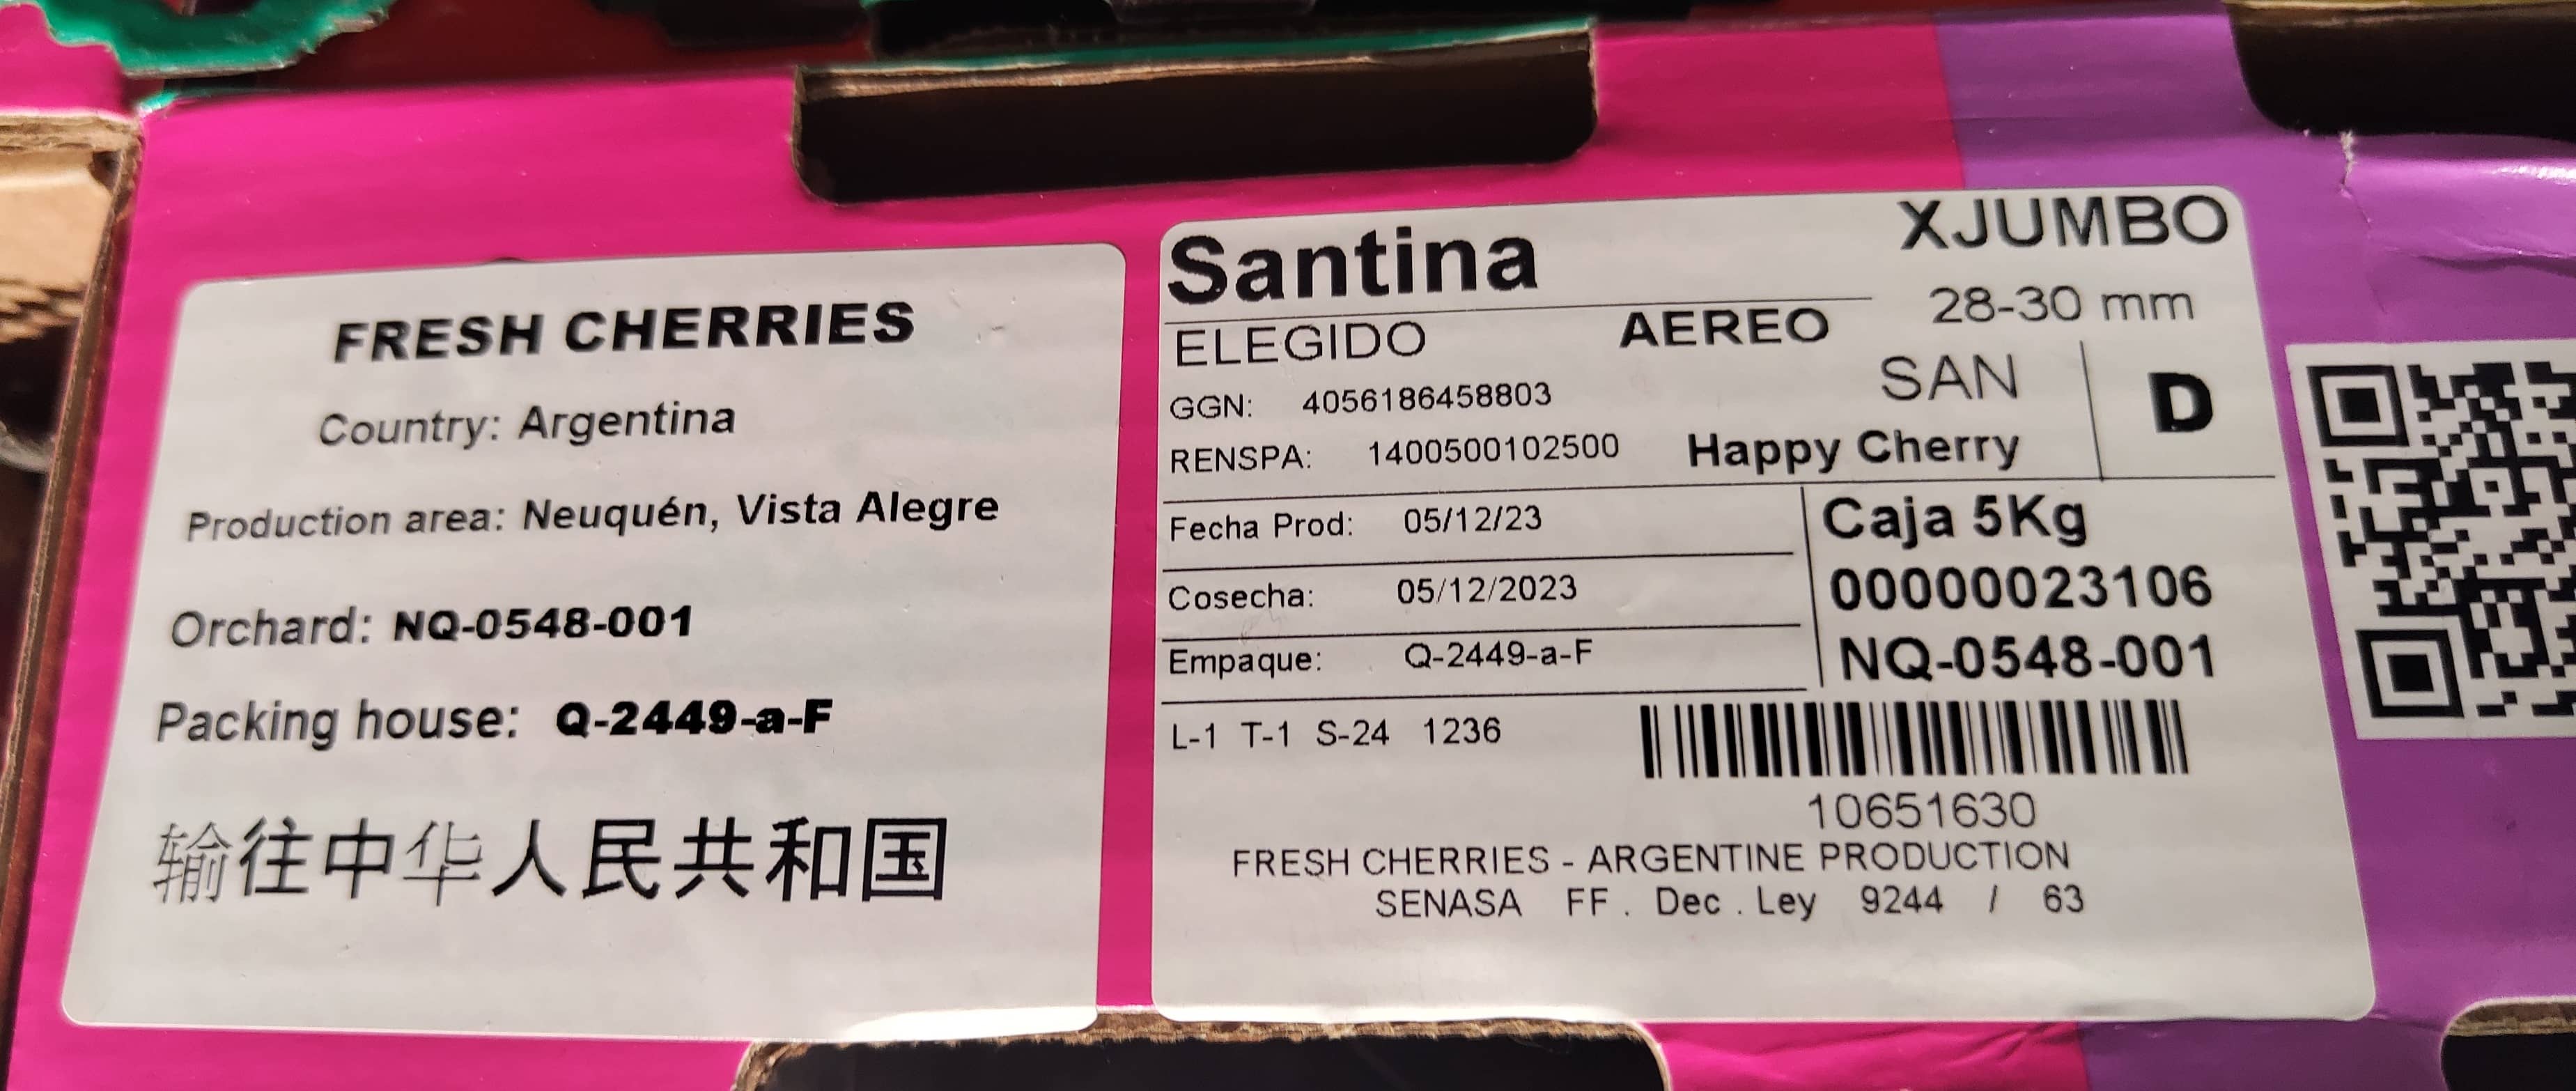 FRESH CHERRIES
Country: Argentina
Production area: Neuquén, Vista Alegre
Orchard: NQ-0548-001
Packing house: Q-2449-a-F
输往中华人民共和国
Santina
XJUMBO
28-30 mm
ELEGIDO AEREO
SAN
D
GGN: 4056186458803
RENSPA: 1400500102500 Happy Cherry
Fecha Prod: 05/12/23
Cosecha: 05/12/2023
Empaque: Q-2449-a-F
Caja 5Kg
00000023106
NQ-0548-001
L-1 T-1 S-24 1236
10651630
FRESH CHERRIES - ARGENTINE PRODUCTION
SENASA FF . Dec . Ley 9244 / 63